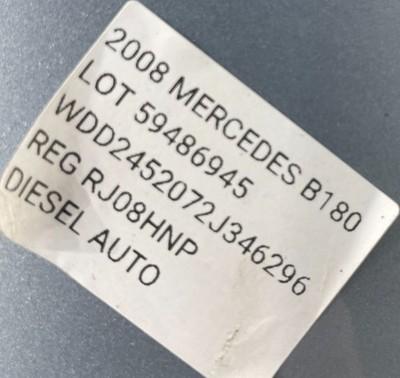 2008 MERCEDES B180
LOT 59486945
WDD2452072J346296
REG RJ08HNP
DIESEL AUTO